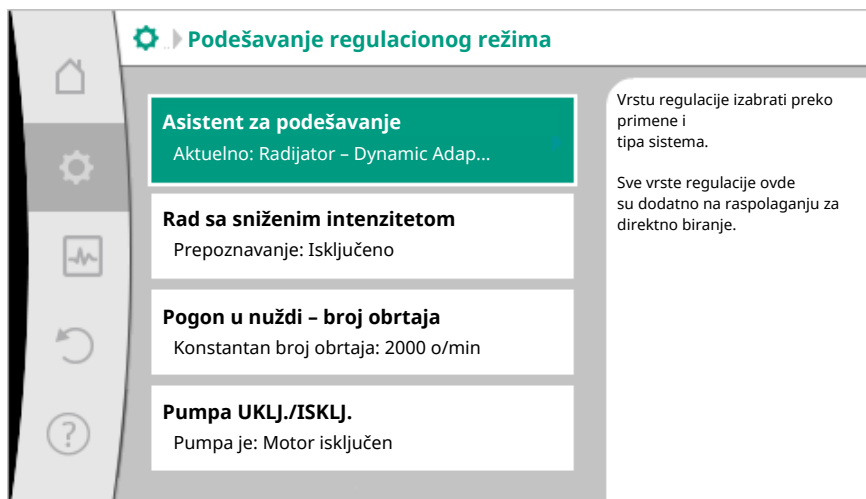 Podešavanje regulacionog režima
Asistent za podešavanje
Aktuelno: Radijator – Dynamic Adap...
Rad sa sniženim intenzitetom
Prepoznavanje: Isključeno
Pogon u nuždi – broj obrtaja
Konstantan broj obrtaja: 2000 o/min
Pumpa UKLJ./ISKLJ.
Pumpa je: Motor isključen
Vrstu regulacije izabrati preko
primene i
tipa sistema.
Sve vrste regulacije ovde
su dodatno na raspolaganju za
direktno biranje.